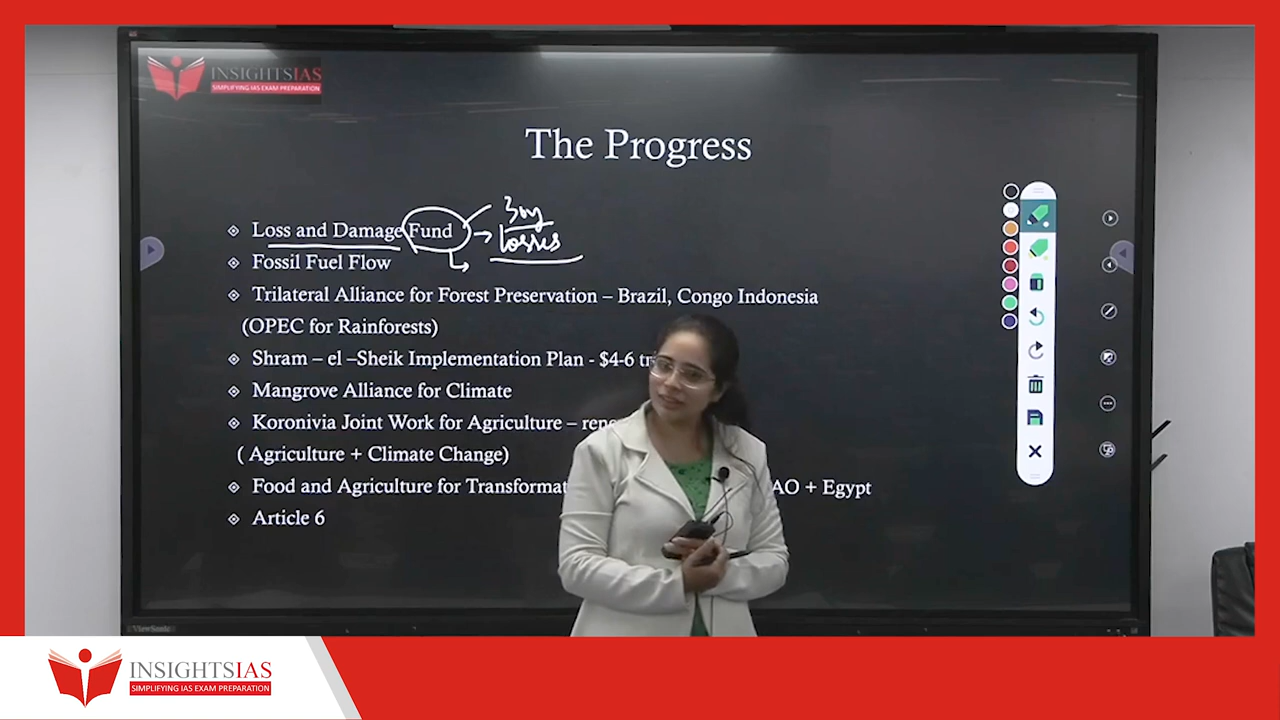 INSIGHTSIAS
SIMPLIFYING IAS EXAM PREPARATION
The Progress
Loss and Damage Fund
losses
Fossil Fuel Flow
Trilateral Alliance for Forest Preservation – Brazil, Congo Indonesia
(OPEC for Rainforests)
Shram – el –Sheik Implementation Plan - $4-6
Mangrove Alliance for Climate
Koronivia Joint Work for Agriculture –
( Agriculture + Climate Change)
Food and Agriculture for + Egypt
Article 6
ViewSonic
INSIGHTSIAS
SIMPLIFYING IAS EXAM PREPARATION